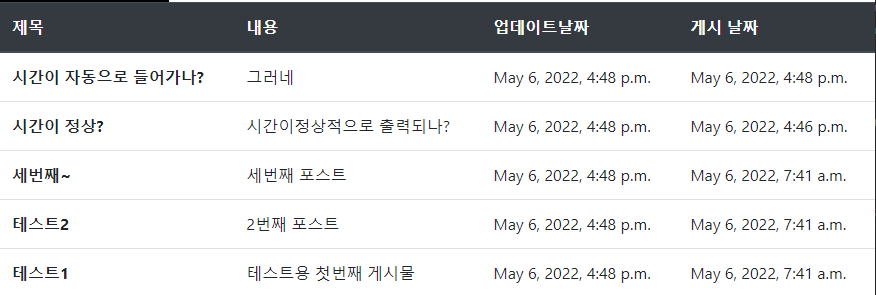 제목 내용 업데이트날짜 게시 날짜
시간이 자동으로 들어가나? 그러네 May 6, 2022, 4:48 p.m. May 6, 2022, 4:48 p.m.
시간이 정상? 시간이정상적으로 출력되나? May 6, 2022, 4:48 p.m. May 6, 2022, 4:46 p.m.
세번째~ 세번째 포스트 May 6, 2022, 4:48 p.m. May 6, 2022, 7:41 a.m.
테스트2 2번째 포스트 May 6, 2022, 4:48 p.m. May 6, 2022, 7:41 a.m.
테스트1 테스트용 첫번째 게시물 May 6, 2022, 4:48 p.m. May 6, 2022, 7:41 a.m.